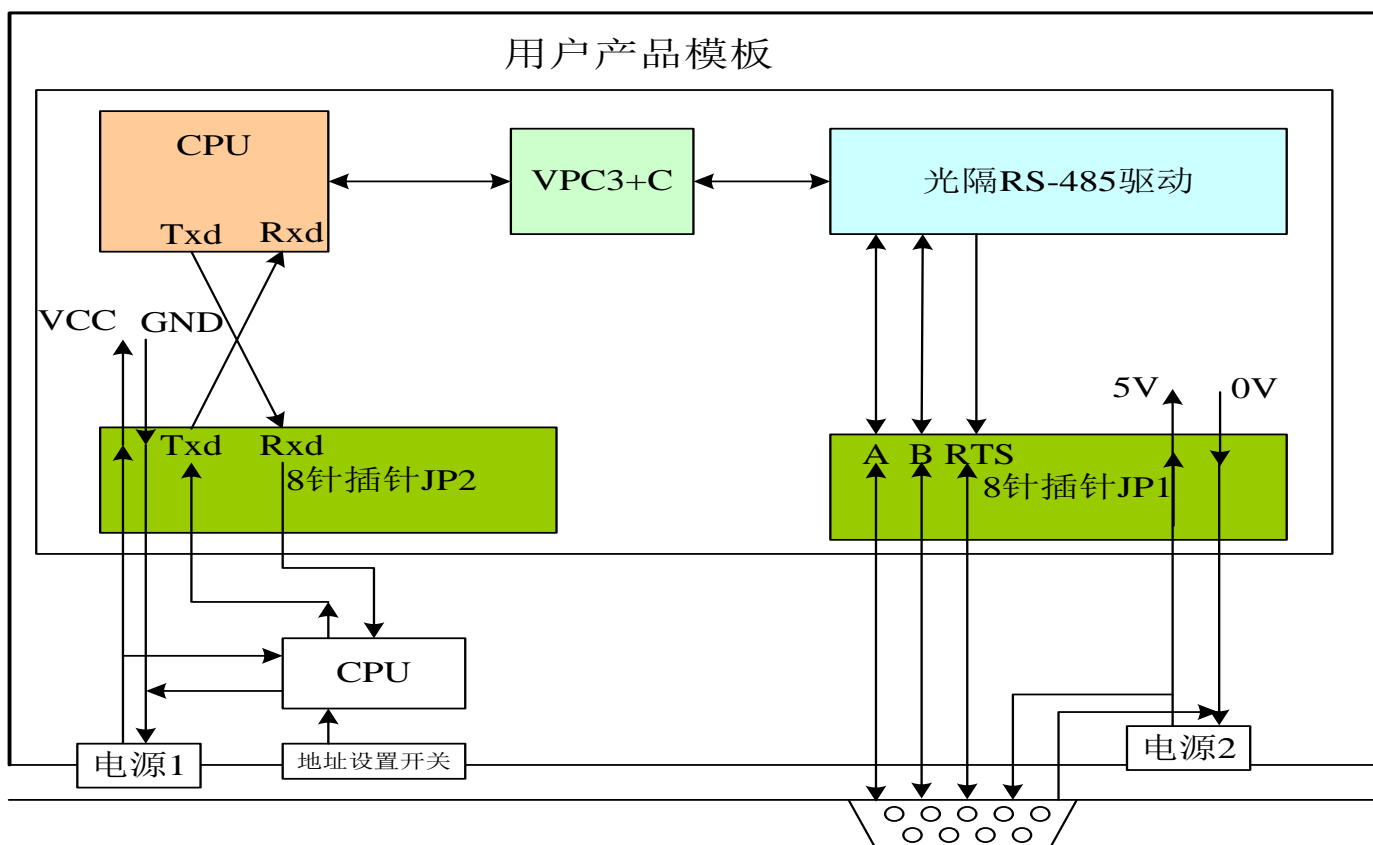 用户产品模板
CPU
VPC3+C
光隔RS-485驱动
Txd Rxd
VCC GND
5V 0V
Txd Rxd
8针插针JP2
A B RTS
8针插针JP1
CPU
电源1
地址设置开关
电源2